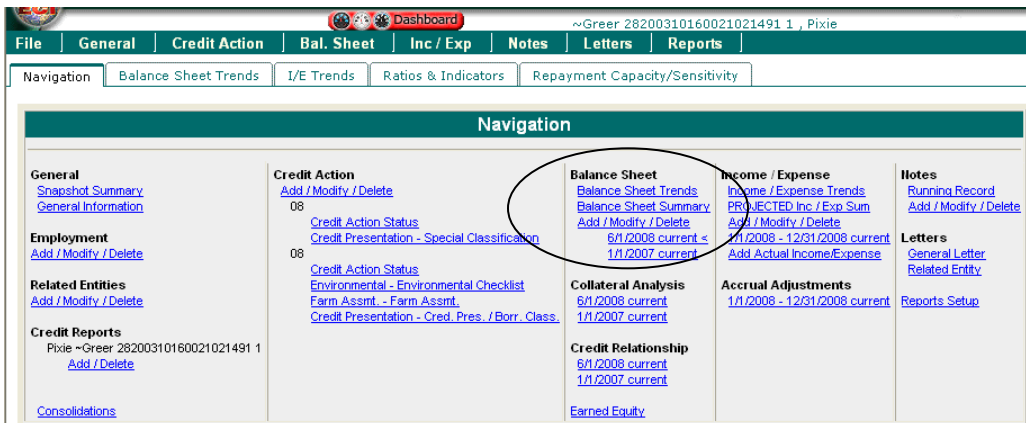 ECI
Dashboard
~Greer 28200310160021021491 1 , Pixie
File | General | Credit Action | Bal. Sheet | Inc / Exp | Notes | Letters | Reports |
Navigation Balance Sheet Trends I/E Trends Ratios & Indicators Repayment Capacity/Sensitivity
Navigation
General
Snapshot Summary
General Information
Employment
Add / Modify / Delete
Related Entities
Add / Modify / Delete
Credit Reports
Pixie ~Greer 28200310160021021491 1
Add / Delete
Consolidations
Credit Action
Add / Modify / Delete
08
Credit Action Status
Credit Presentation - Special Classification
08
Credit Action Status
Environmental - Environmental Checklist
Farm Assmt. - Farm Assmt.
Credit Presentation - Cred. Pres. / Borr. Class.
Balance Sheet
Balance Sheet Trends
Balance Sheet Summary
Add / Modify / Delete
6/1/2008 current <
1/1/2007 current
Collateral Analysis
6/1/2008 current
1/1/2007 current
Credit Relationship
6/1/2008 current
1/1/2007 current
Earned Equity
Income / Expense
Income / Expense Trends
PROJECTED Inc / Exp Sum
Add / Modify / Delete
1/1/2008 - 12/31/2008 current
Add Actual Income/Expense
Accrual Adjustments
1/1/2008 - 12/31/2008 current
Notes
Running Record
Add / Modify / Delete
Letters
General Letter
Related Entity
Reports Setup